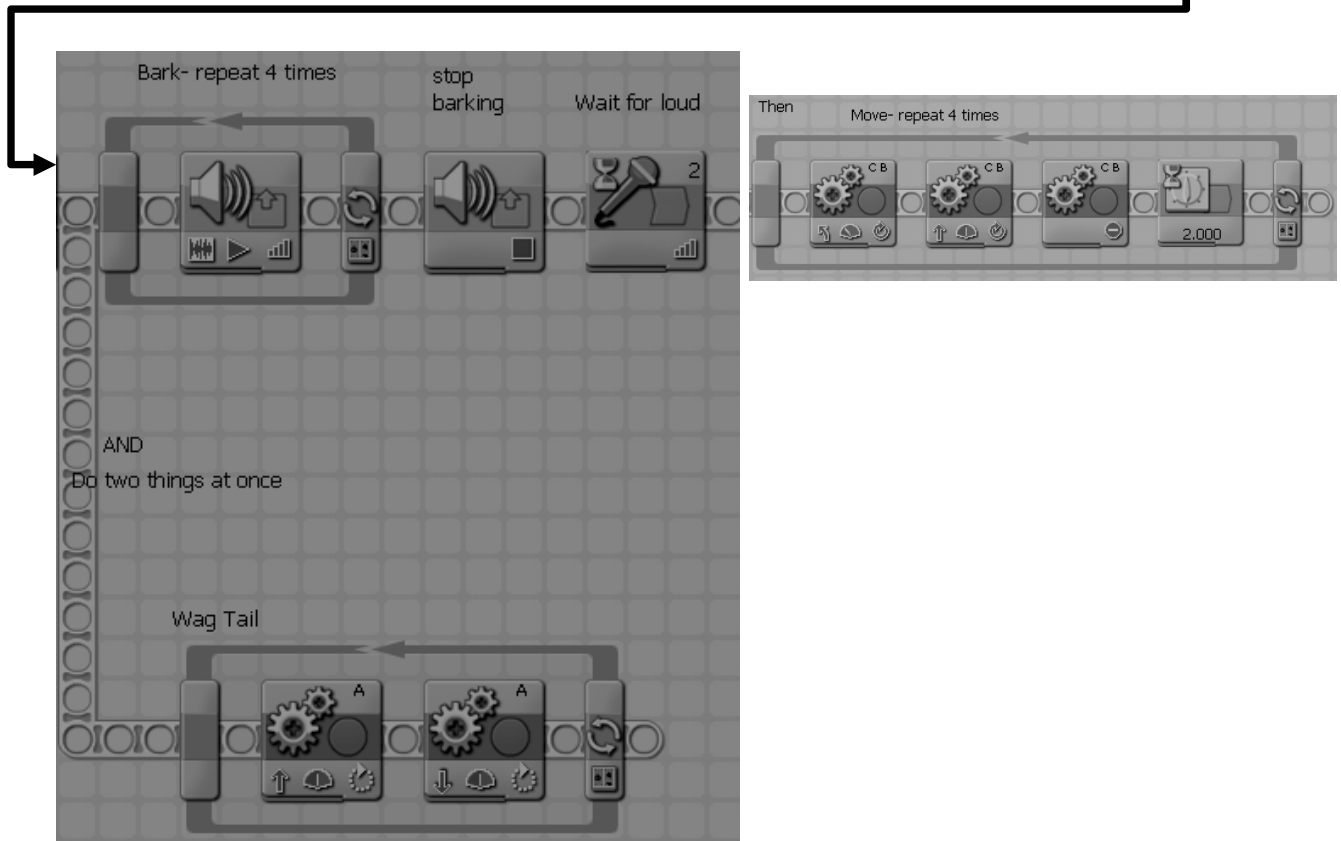 Bark- repeat 4 times
stop
barking
Wait for loud
2
Then
Move- repeat 4 times
C B
C B
C B
2.000
AND
Do two things at once
Wag Tail
A
A